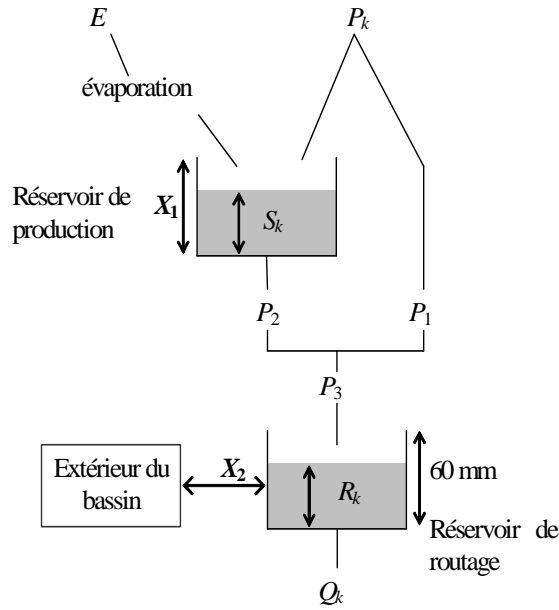 E
P_k
évaporation
Réservoir de
production
X_1
S_k
P_2
P_1
P_3
Extérieur du
bassin
X_2
R_k
60 mm
Réservoir de
routage
Q_k